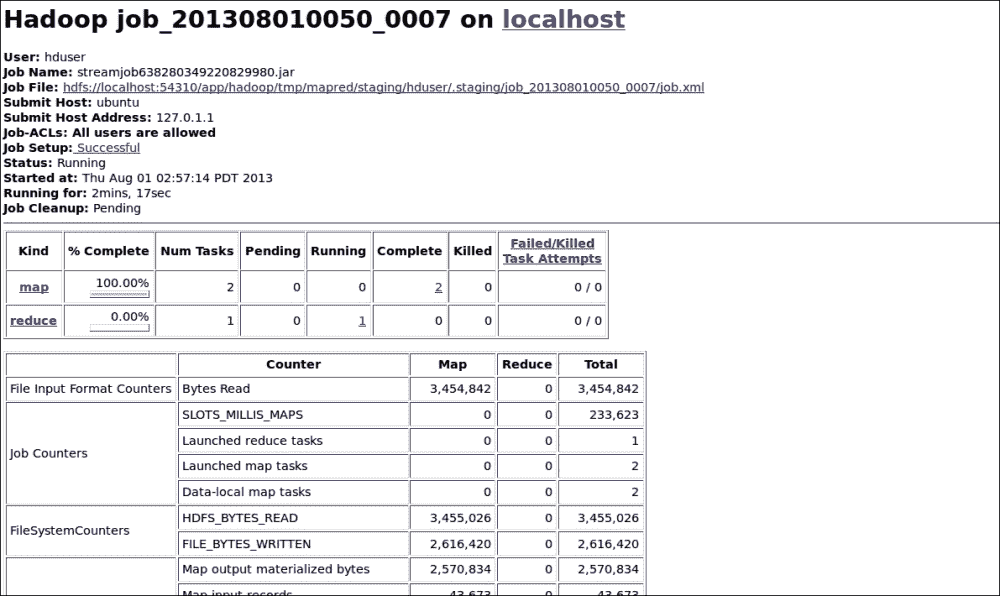 Hadoop job_201308010050_0007 on localhost
User: hduser
Job Name: streamjob638280349220829980.jar
Job File: hdfs://localhost:54310/app/hadoop/tmp/mapred/staging/hduser/.staging/job_201308010050_0007/job.xml
Submit Host: ubuntu
Submit Host Address: 127.0.1.1
Job-ACLs: All users are allowed
Job Setup: Successful
Status: Running
Started at: Thu Aug 01 02:57:14 PDT 2013
Running for: 2mins, 17sec
Job Cleanup: Pending
Kind % Complete Num Tasks Pending Running Complete Killed Failed/Killed Task Attempts
map 100.00% 2 0 0 2 0 0 / 0
reduce 0.00% 1 0 1 0 0 0 / 0
Counter Map Reduce Total
File Input Format Counters Bytes Read 3,454,842 0 3,454,842
Job Counters SLOTS_MILLIS_MAPS 0 0 233,623
Launched reduce tasks 0 0 1
Launched map tasks 0 0 2
Data-local map tasks 0 0 2
FileSystemCounters HDFS_BYTES_READ 3,455,026 0 3,455,026
FILE_BYTES_WRITTEN 2,616,420 0 2,616,420
Map output materialized bytes 2,570,834 0 2,570,834
Map input records 43,673 0 43,673